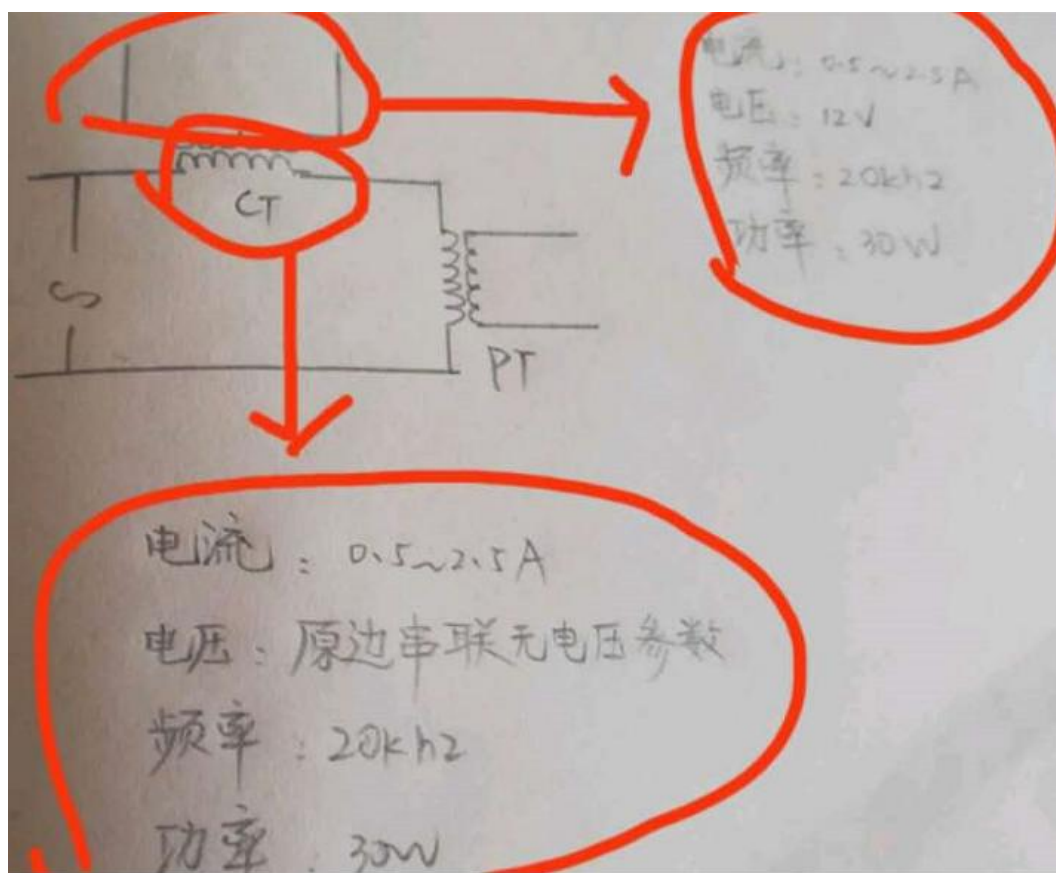 电流：0.5～2.5A
电压：12V
频率：20khz
功率：30W
CT
S
PT
电流：0.5～2.5A
电压：原边串联无电压参数
频率：20khz
功率：30W